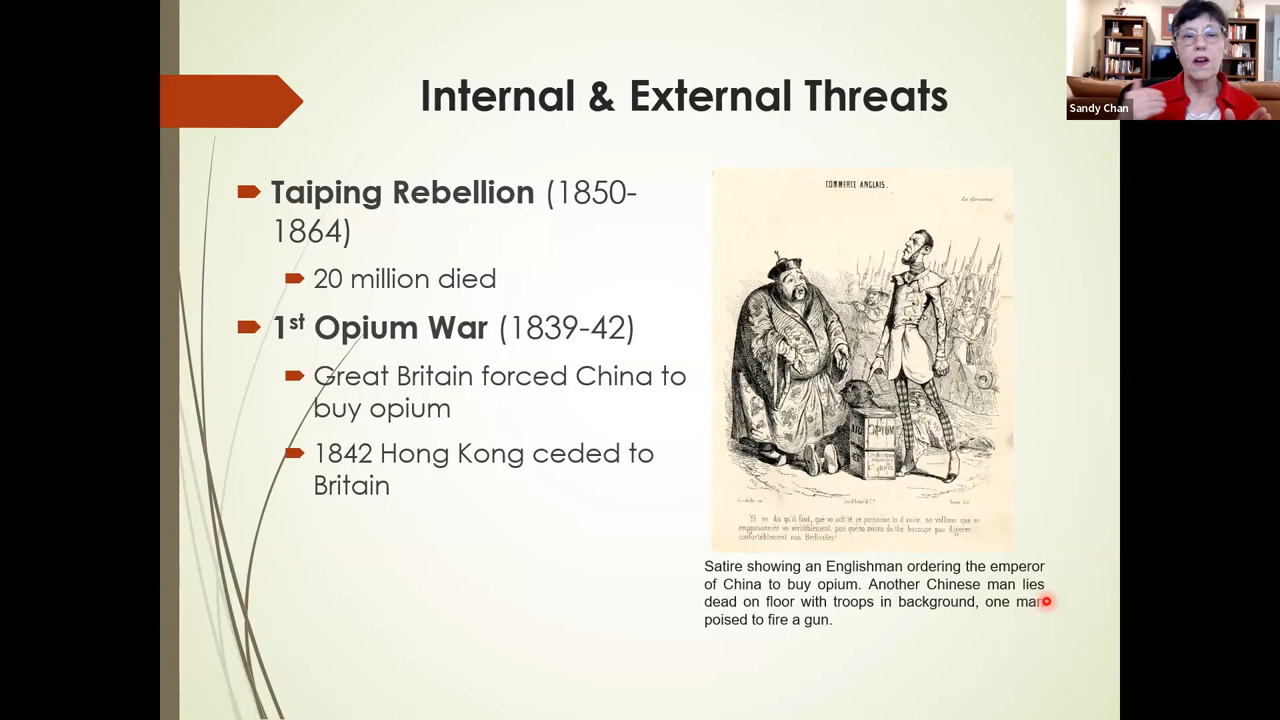 Internal & External Threats
Sandy Chan
Taiping Rebellion (1850-
1864)
20 million died
1st Opium War (1839-42)
Great Britain forced China to
buy opium
1842 Hong Kong ceded to
Britain
COMMERCE ANGLAIS.
OPIUM
Satire showing an Englishman ordering the emperor
of China to buy opium. Another Chinese man lies
dead on floor with troops in background, one man
poised to fire a gun.